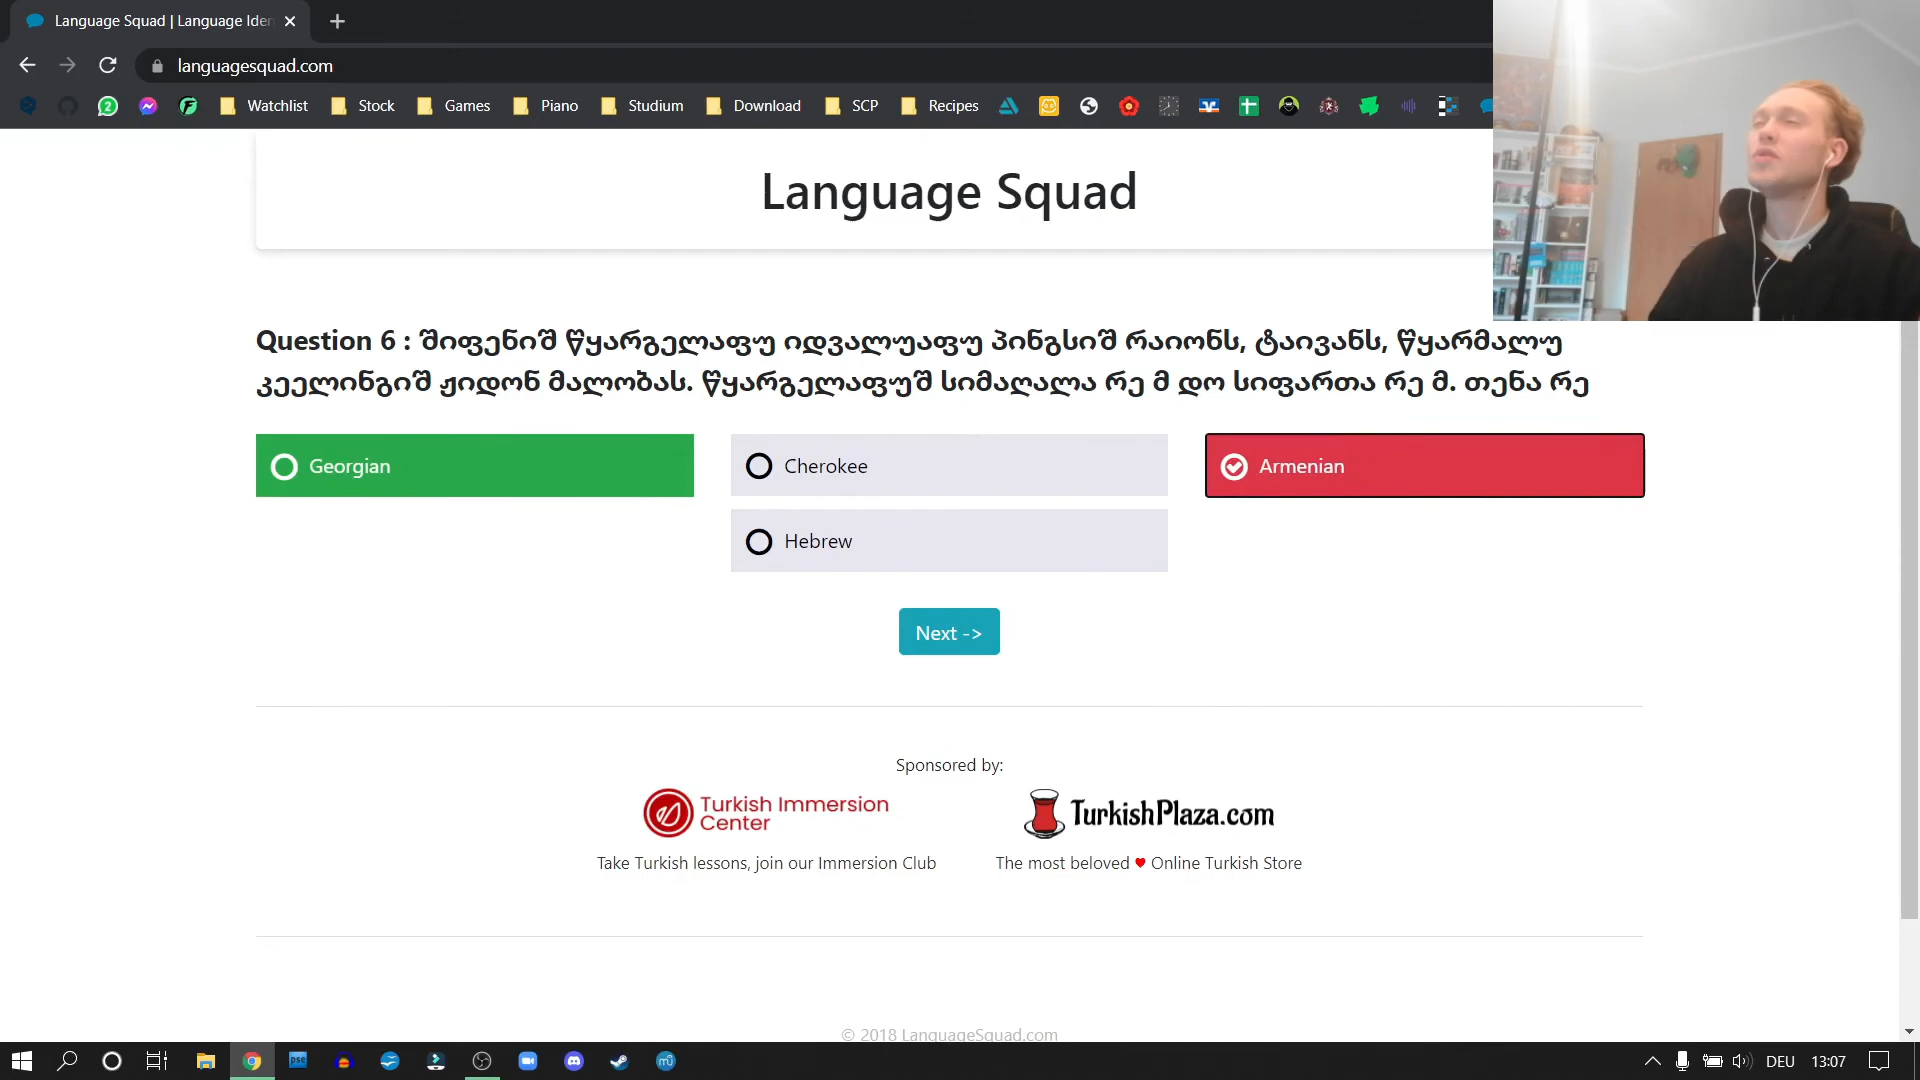 Language Squad | Language Iden
languagesquad.com
2
Watchlist
Stock
Games
Piano
Studium
Download
SCP
Recipes
Language Squad
Question 6 : შიფენიშ წყარგელაფუ იდვალუაფუ პინგსიშ რაიონს, ტაივანს, წყარმალუ
კეელინგიშ ჟიდონ მალობას. წყარგელაფუშ სიმაღალა რე მ დო სიფართა რე მ. თენა რე
Georgian
Cherokee
Armenian
Hebrew
Next ->
Sponsored by:
Turkish Immersion
Center
TurkishPlaza.com
Take Turkish lessons, join our Immersion Club
The most beloved ♥ Online Turkish Store
© 2018 LanguageSquad.com
pse
DEU
13:07